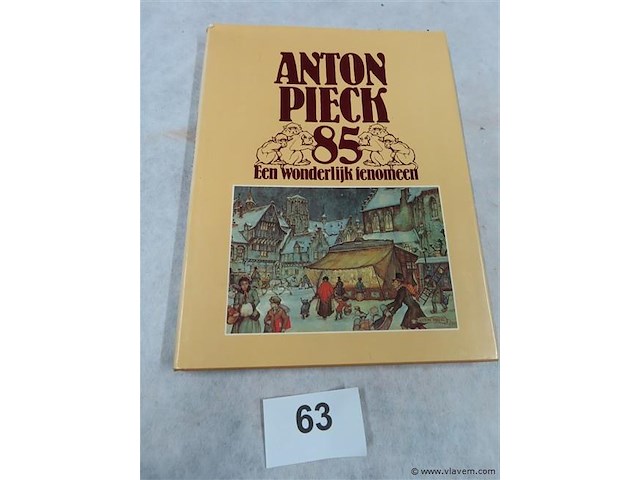 ANTON
PIECK
85
Een wonderlijk fenomeen
63
© www.vlavem.com